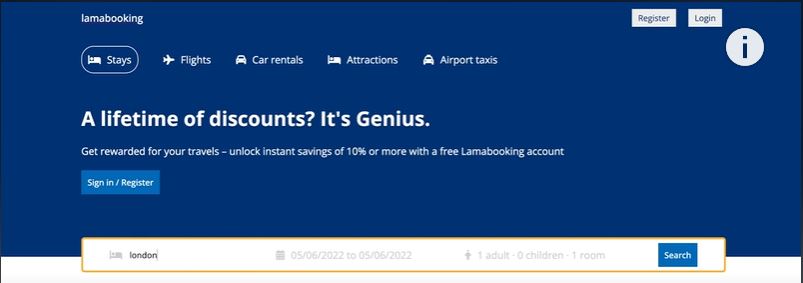 lamabooking
Register Login
Stays Flights Car rentals Attractions Airport taxis
A lifetime of discounts? It's Genius.
Get rewarded for your travels – unlock instant savings of 10% or more with a free Lamabooking account
Sign in / Register
london 05/06/2022 to 05/06/2022 1 adult · 0 children · 1 room Search